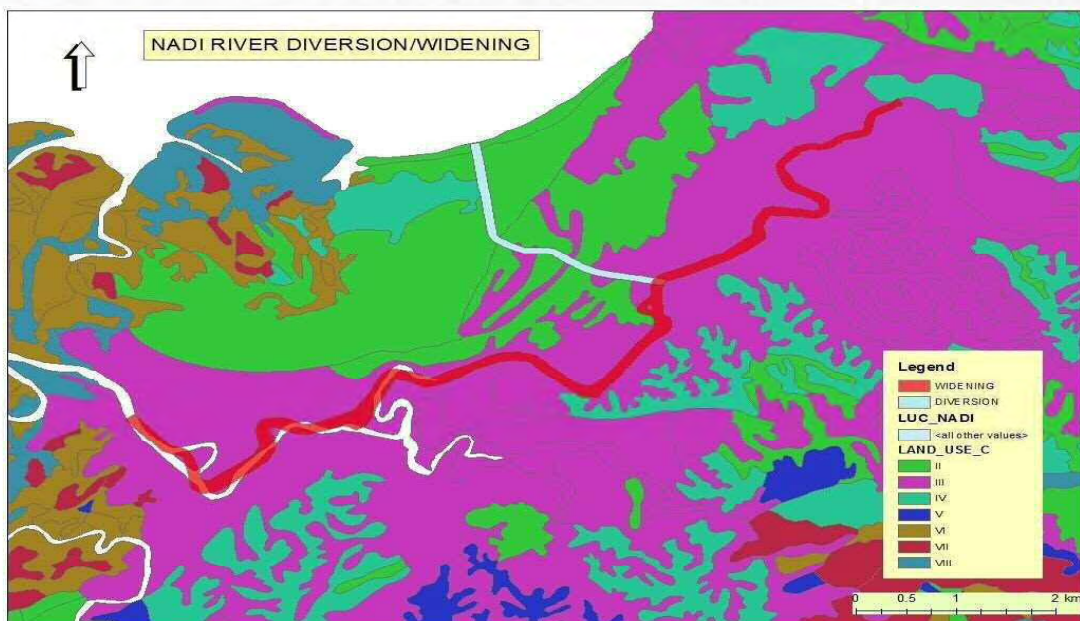 NADI RIVER DIVERSION/WIDENING
Legend
WIDENING
DIVERSION
LUC_NADI
<all other values>
LAND_USE_C
II
III
IV
V
VI
VII
VIII
0 0.5 1 2 km